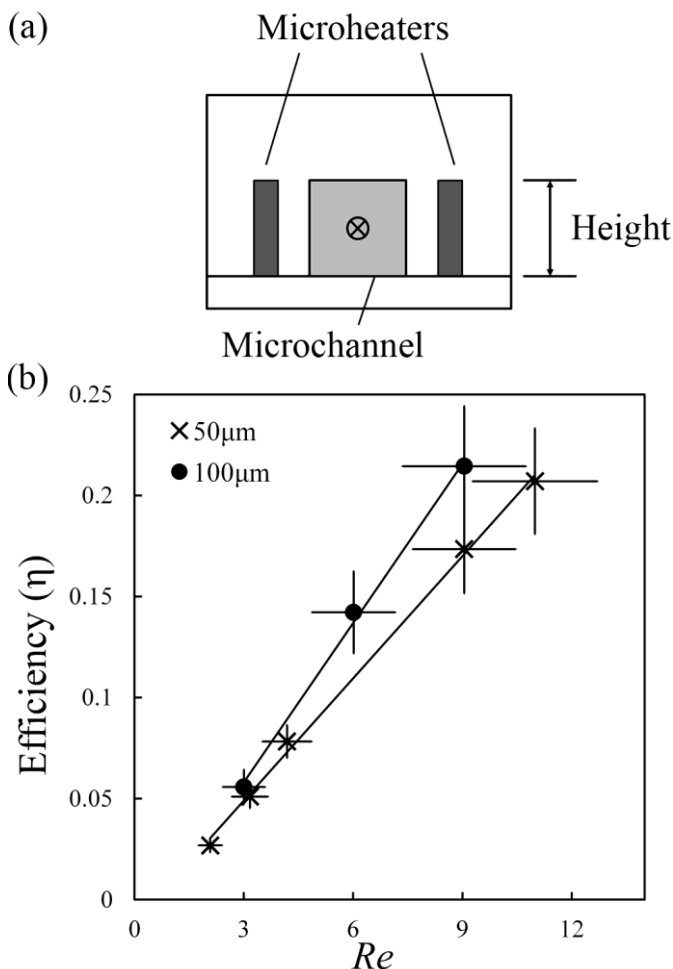 (a)
Microheaters
Height
Microchannel
(b)
0.25
0.2
0.15
0.1
0.05
0
50μm
100μm
Efficiency (η)
0
3
6
9
12
Re